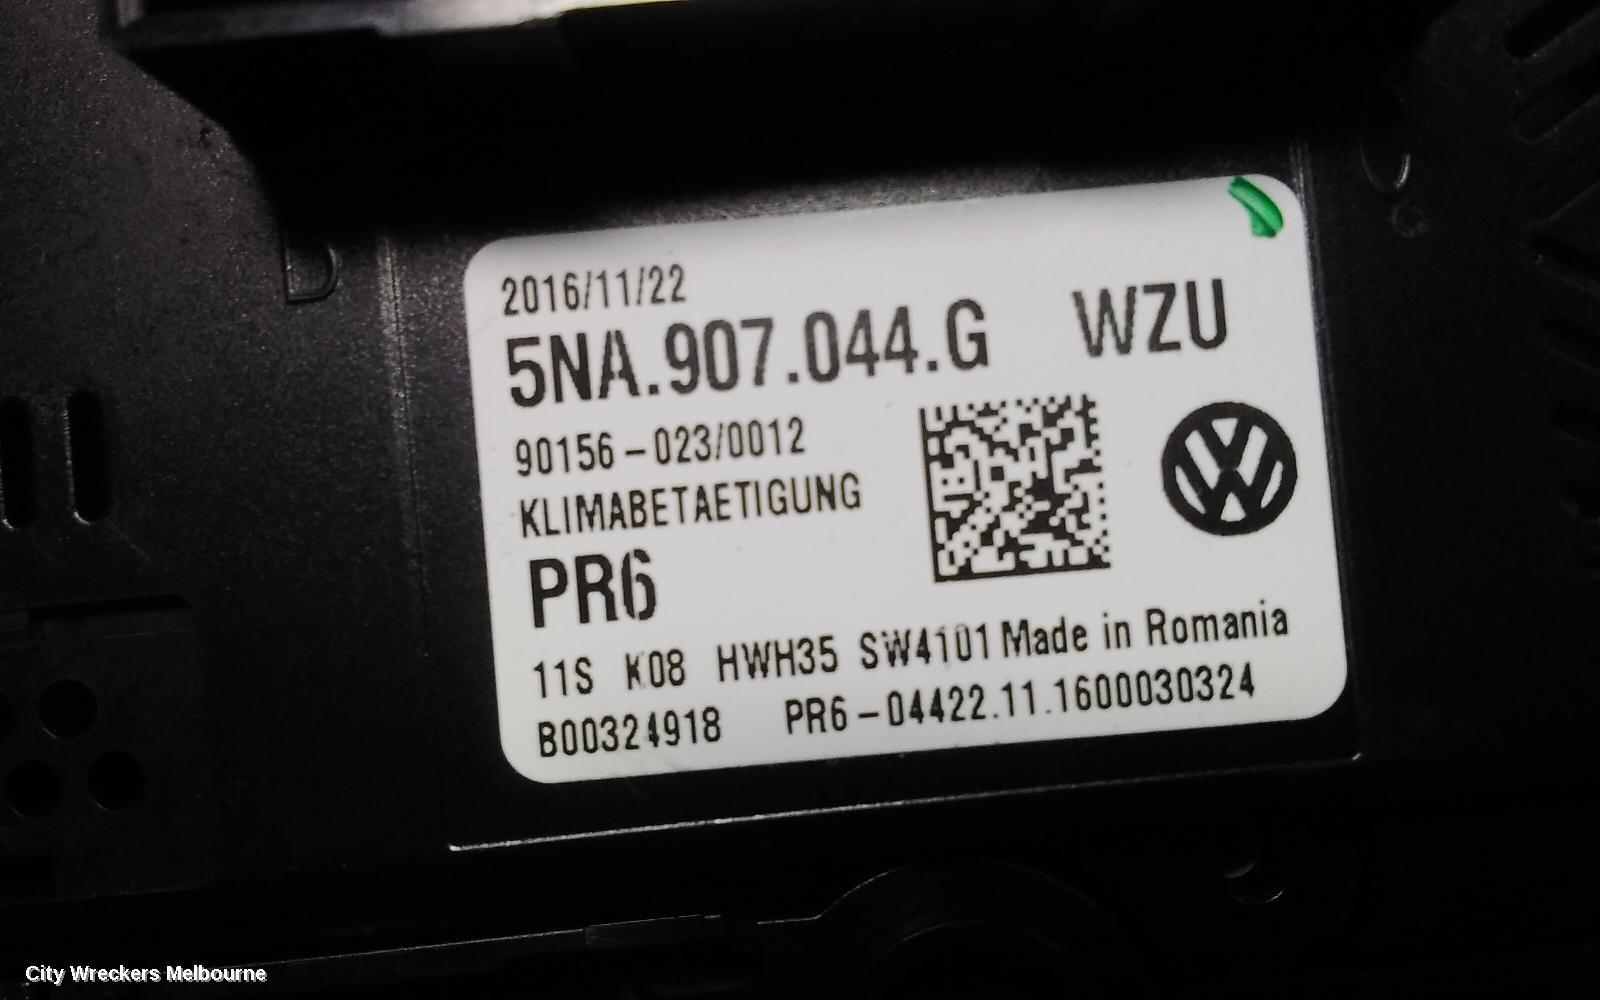 D
2016/11/22
5NA.907.044.G WZU
90156-023/0012
KLIMABETAETIGUNG
PR6
11S K08 HWH35 SW4101 Made in Romania
B00324918 PR6-04422.11.1600030324
City Wreckers Melbourne